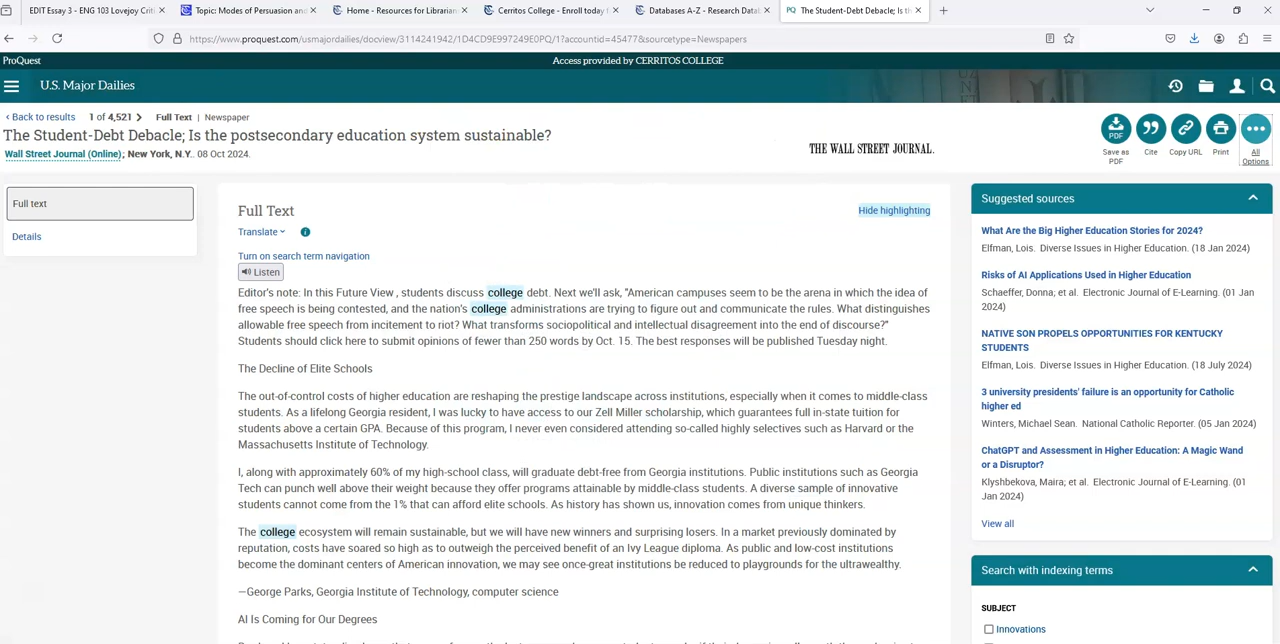 EDIT Essay 3 - ENG 103 Lovejoy Criti
Topic: Modes of Persuasion and
Home - Resources for Librarian
Cerritos College - Enroll today f
Databases A-Z - Research Datab
PQ The Student-Debt Debacle; Is th
https://www.proquest.com/usmajordailies/docview/3114241942/1D4CD9E997249E0PQ/1?accountid=45477&sourcetype=Newspapers
ProQuest
Access provided by CERRITOS COLLEGE
U.S. Major Dailies
Back to results 1 of 4,521 Full Text | Newspaper
The Student-Debt Debacle; Is the postsecondary education system sustainable?
Wall Street Journal (Online); New York, N.Y.. 08 Oct 2024.
THE WALL STREET JOURNAL.
PDF
Save as
PDF
Cite
Copy URL
Print
All
Options
Full text
Details
Full Text
Hide highlighting
Translate
Turn on search term navigation
Listen
Editor's note: In this Future View , students discuss college debt. Next we'll ask, "American campuses seem to be the arena in which the idea of
free speech is being contested, and the nation's college administrations are trying to figure out and communicate the rules. What distinguishes
allowable free speech from incitement to riot? What transforms sociopolitical and intellectual disagreement into the end of discourse?"
Students should click here to submit opinions of fewer than 250 words by Oct. 15. The best responses will be published Tuesday night.
The Decline of Elite Schools
The out-of-control costs of higher education are reshaping the prestige landscape across institutions, especially when it comes to middle-class
students. As a lifelong Georgia resident, I was lucky to have access to our Zell Miller scholarship, which guarantees full in-state tuition for
students above a certain GPA. Because of this program, I never even considered attending so-called highly selectives such as Harvard or the
Massachusetts Institute of Technology.
I, along with approximately 60% of my high-school class, will graduate debt-free from Georgia institutions. Public institutions such as Georgia
Tech can punch well above their weight because they offer programs attainable by middle-class students. A diverse sample of innovative
students cannot come from the 1% that can afford elite schools. As history has shown us, innovation comes from unique thinkers.
The college ecosystem will remain sustainable, but we will have new winners and surprising losers. In a market previously dominated by
reputation, costs have soared so high as to outweigh the perceived benefit of an Ivy League diploma. As public and low-cost institutions
become the dominant centers of American innovation, we may see once-great institutions be reduced to playgrounds for the ultrawealthy.
—George Parks, Georgia Institute of Technology, computer science
AI Is Coming for Our Degrees
Suggested sources
What Are the Big Higher Education Stories for 2024?
Elfman, Lois. Diverse Issues in Higher Education. (18 Jan 2024)
Risks of AI Applications Used in Higher Education
Schaeffer, Donna; et al. Electronic Journal of E-Learning. (01 Jan
2024)
NATIVE SON PROPELS OPPORTUNITIES FOR KENTUCKY
STUDENTS
Elfman, Lois. Diverse Issues in Higher Education. (18 July 2024)
3 university presidents' failure is an opportunity for Catholic
higher ed
Winters, Michael Sean. National Catholic Reporter. (05 Jan 2024)
ChatGPT and Assessment in Higher Education: A Magic Wand
or a Disruptor?
Klyshbekova, Maira; et al. Electronic Journal of E-Learning. (01
Jan 2024)
View all
Search with indexing terms
SUBJECT
Innovations